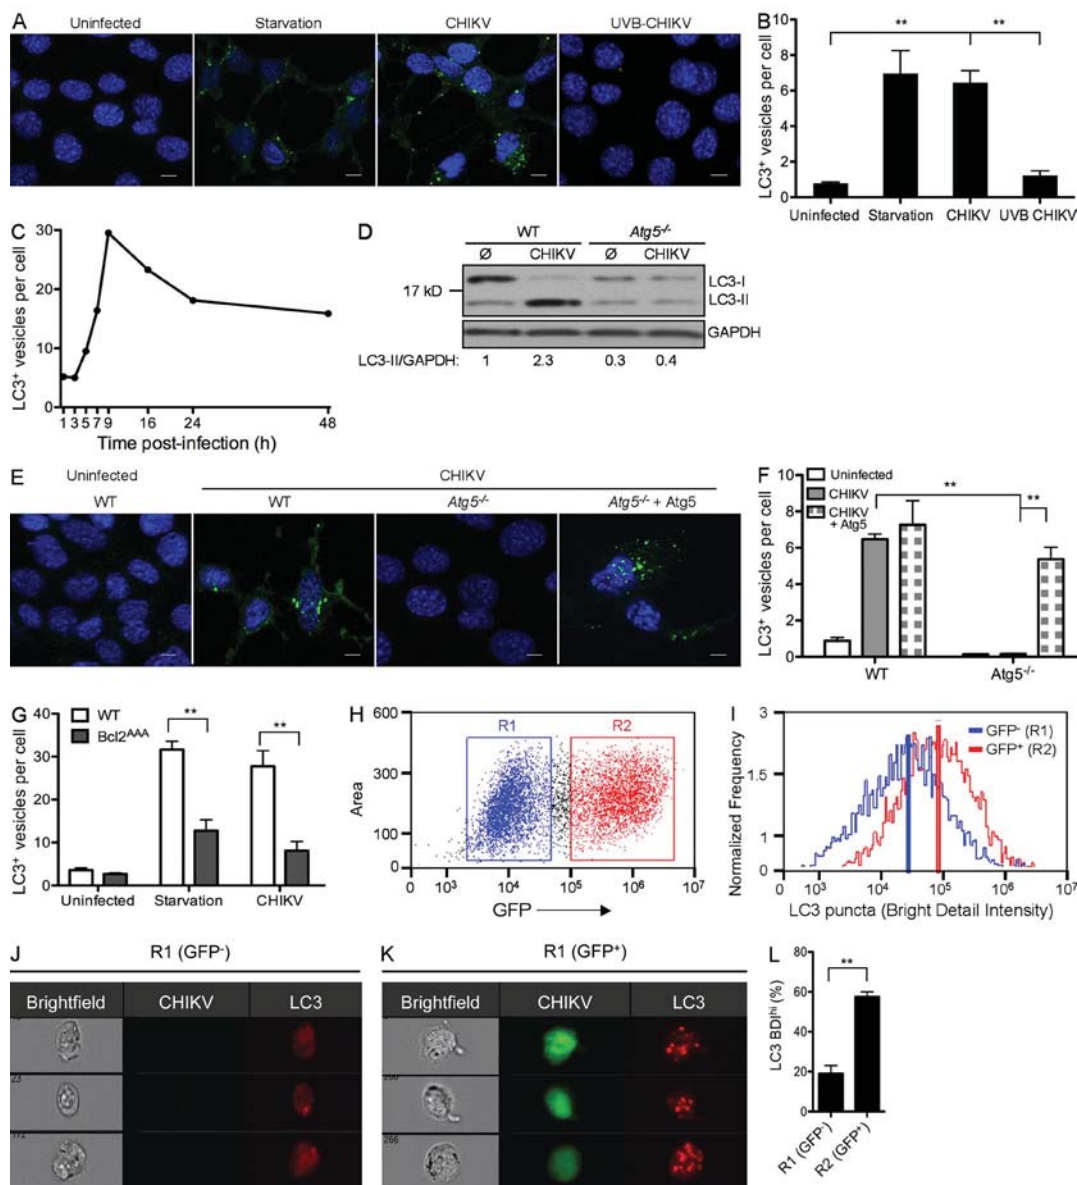 A
Uninfected Starvation CHIKV UVB-CHIKV
B
LC3⁺ vesicles per cell
8
6
4
2
0
** **
Uninfected Starvation CHIKV UVB CHIKV
C
LC3⁺ vesicles per cell
30
20
10
0
1 3 5 7 9 16 24 48
Time post-infection (h)
D
WT Atg5⁻/⁻
Ø CHIKV Ø CHIKV
17 kD
LC3-I
LC3-II
GAPDH
LC3-II/GAPDH: 1 2.3 0.3 0.4
E
Uninfected CHIKV
WT WT Atg5⁻/⁻ Atg5⁻/⁻ + Atg5
F
LC3⁺ vesicles per cell
10
8
6
4
2
0
Uninfected
CHIKV
CHIKV
+ Atg5
** **
WT Atg5⁻/⁻
G
LC3⁺ vesicles per cell
40
30
20
10
0
WT
Bcl2ᴬᴬᴬ
** **
Uninfected Starvation CHIKV
H
Area
600
300
100
0
R1 R2
0 10³ 10⁴ 10⁵ 10⁶ 10⁷
GFP
I
Normalized Frequency
3
1.5
1
0
GFP⁻ (R1)
GFP⁺ (R2)
0 10³ 10⁴ 10⁵ 10⁶ 10⁷
LC3 puncta (Bright Detail Intensity)
J
R1 (GFP⁻)
Brightfield CHIKV LC3
23
172
K
R1 (GFP⁺)
Brightfield CHIKV LC3
266
L
LC3 BDIʰⁱ (%)
80
60
40
20
0
**
R1 (GFP⁻)
R2 (GFP⁺)